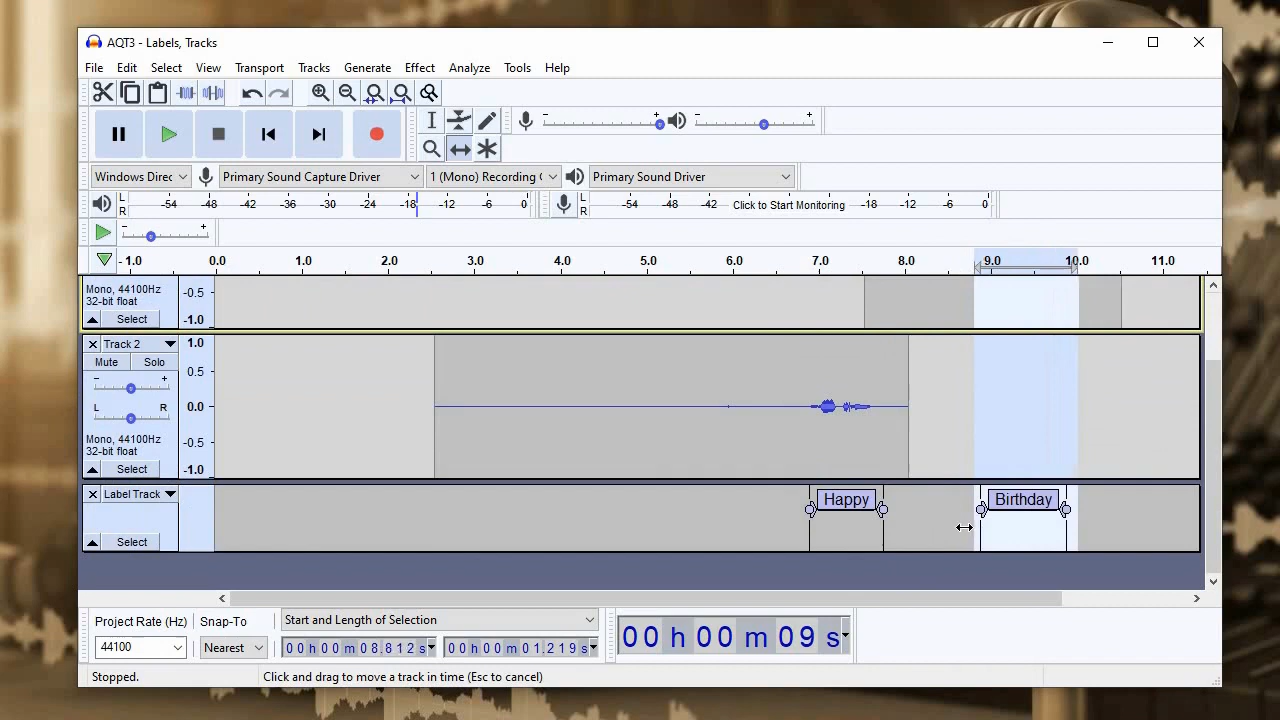 AQT3 - Labels, Tracks
File Edit Select View Transport Tracks Generate Effect Analyze Tools Help
- + - +
Windows Direc Primary Sound Capture Driver 1 (Mono) Recording C Primary Sound Driver
L R -54 -48 -42 -36 -30 -24 -18 -12 -6 0 L R -54 -48 -42 Click to Start Monitoring -18 -12 -6 0
- +
- 1.0 0.0 1.0 2.0 3.0 4.0 5.0 6.0 7.0 8.0 9.0 10.0 11.0
Mono, 44100Hz
32-bit float
-0.5
Select -1.0
Track 2 1.0
Mute Solo
- + 0.5
L R 0.0
Mono, 44100Hz
32-bit float
-0.5
Select -1.0
Label Track Happy Birthday
Select
Project Rate (Hz) Snap-To Start and Length of Selection
44100 Nearest 00 h 00 m 08.812 s 00 h 00 m 01.219 s 00 h 00 m 09 s
Stopped. Click and drag to move a track in time (Esc to cancel)